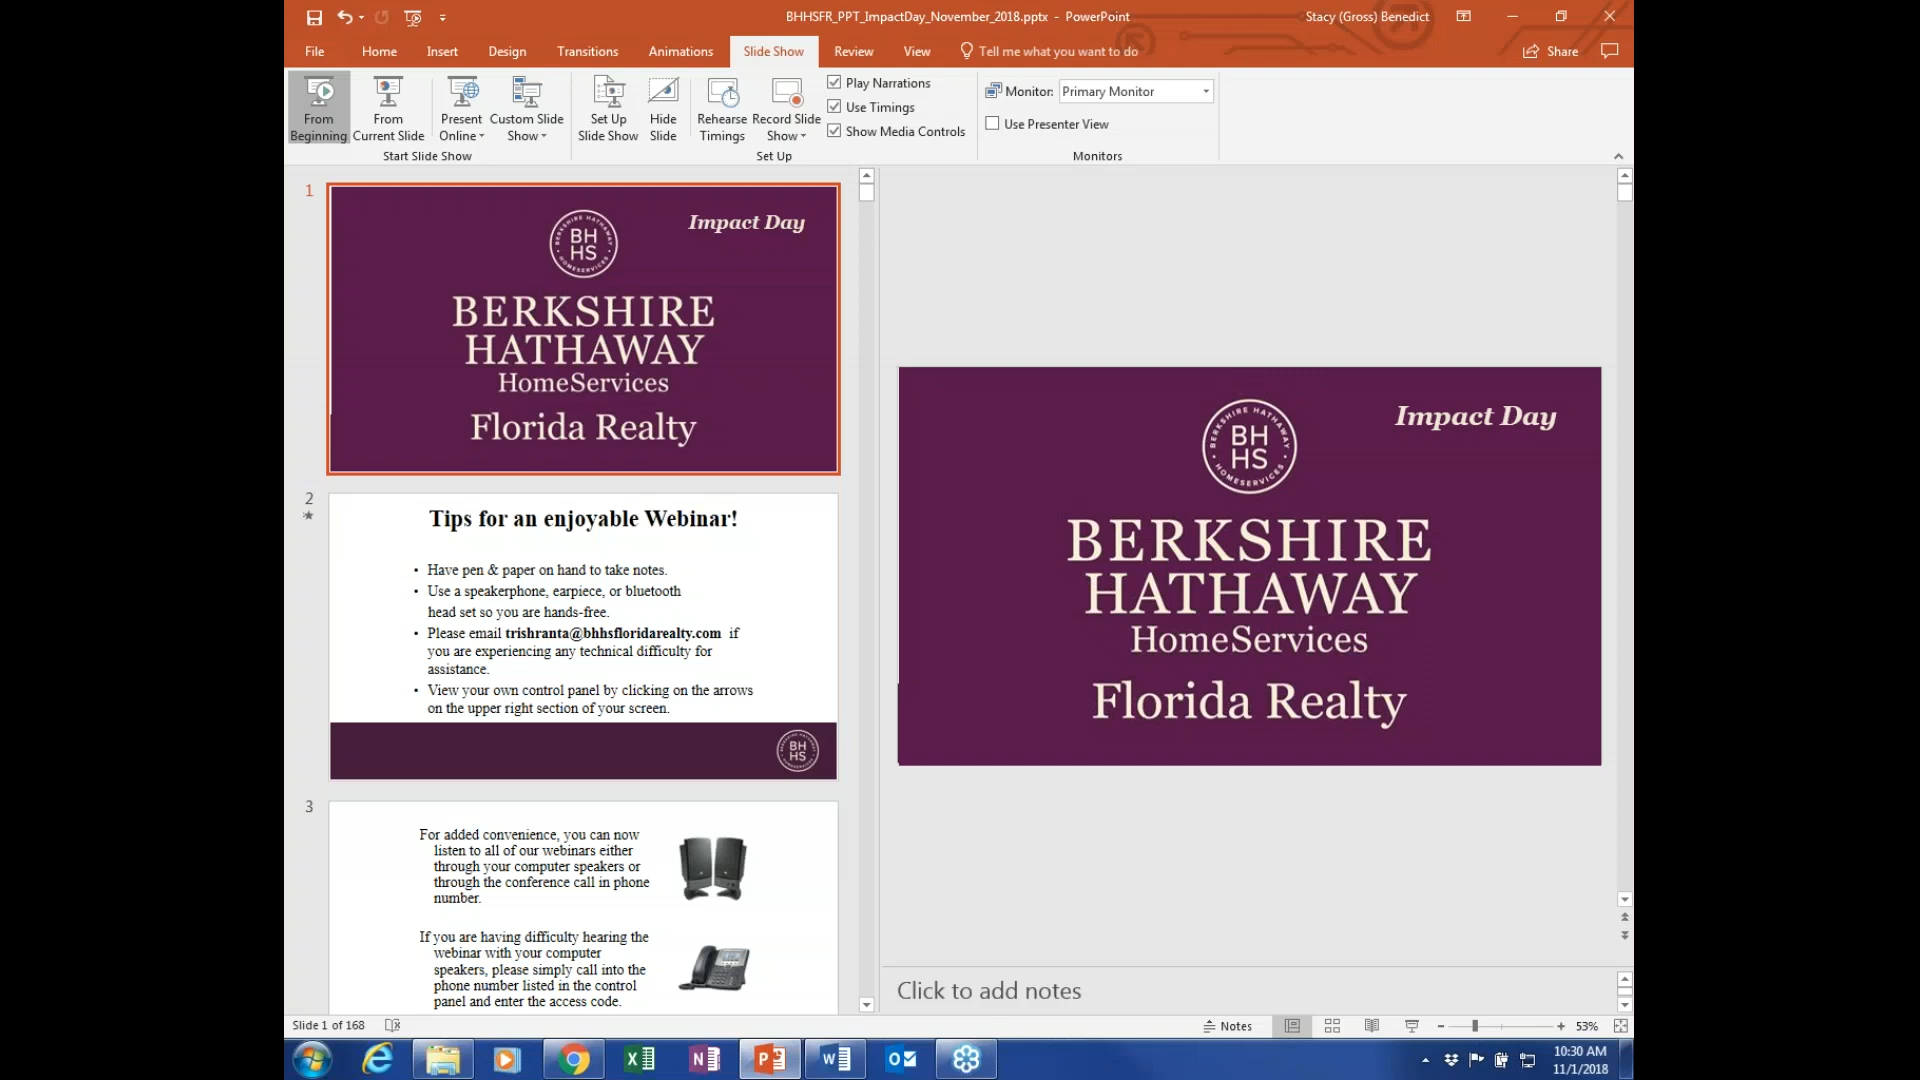 BHHSFR_PPT_ImpactDay_November_2018.pptx - PowerPoint
Stacy (Gross) Benedict
File Home Insert Design Transitions Animations Slide Show Review View Tell me what you want to do
Share
From Beginning
From Current Slide
Present Online
Custom Slide Show
Set Up Slide Show
Hide Slide
Rehearse Timings
Record Slide Show
Play Narrations
Use Timings
Show Media Controls
Monitor: Primary Monitor
Use Presenter View
Start Slide Show
Set Up
Monitors
1
Impact Day
BERKSHIRE HATHAWAY
HOMESERVICES
BH
HS
BERKSHIRE
HATHAWAY
HomeServices
Florida Realty
2
Tips for an enjoyable Webinar!
• Have pen & paper on hand to take notes.
• Use a speakerphone, earpiece, or bluetooth
head set so you are hands-free.
• Please email trishranta@bhhsfloridarealty.com if
you are experiencing any technical difficulty for
assistance.
• View your own control panel by clicking on the arrows
on the upper right section of your screen.
BH
HS
3
For added convenience, you can now
listen to all of our webinars either
through your computer speakers or
through the conference call in phone
number.
If you are having difficulty hearing the
webinar with your computer
speakers, please simply call into the
phone number listed in the control
panel and enter the access code.
Impact Day
BERKSHIRE HATHAWAY
HOMESERVICES
BH
HS
BERKSHIRE
HATHAWAY
HomeServices
Florida Realty
Click to add notes
Slide 1 of 168
Notes
53%
10:30 AM
11/1/2018